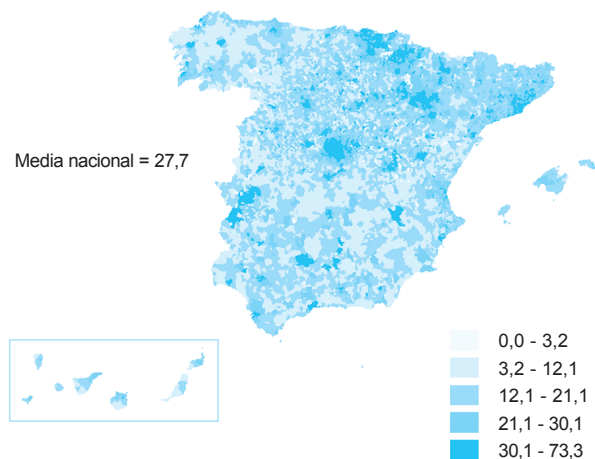 Media nacional = 27,7
0,0 - 3,2
3,2 - 12,1
12,1 - 21,1
21,1 - 30,1
30,1 - 73,3